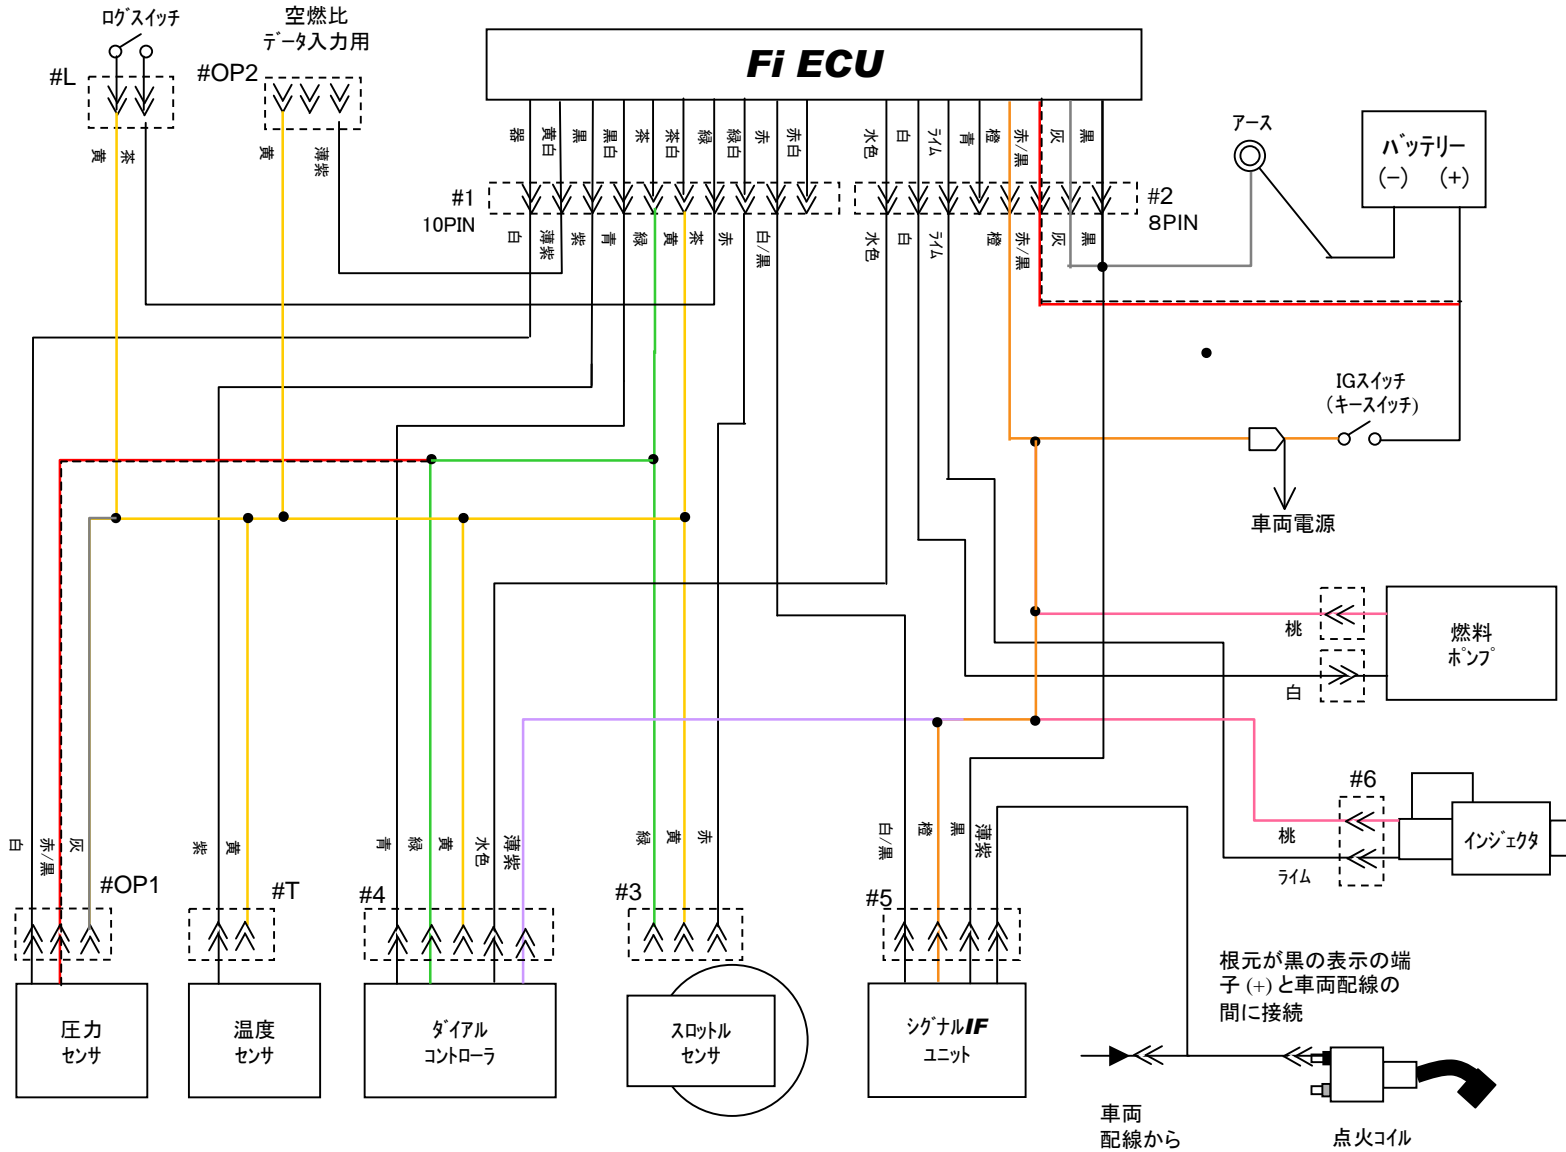 ログスイッチ
空燃比
データ入力用
#L
#OP2
Fi ECU
黄
茶
黄
薄紫
器
黄白
黒
黒白
茶
茶白
緑
緑白
赤
赤白
水色
白
ライム
青
橙
赤/黒
灰
黒
アース
バッテリー
(−) (+)
#1
10PIN
#2
8PIN
白
薄紫
紫
青
緑
黄
茶
赤
白/黒
水色
白
ライム
橙
赤/黒
灰
黒
IGスイッチ
(キースイッチ)
車両電源
桃
白
燃料
ポンプ
#6
桃
ライム
インジェクタ
白
赤/黒
灰
#OP1
紫
黄
#T
青
緑
黄
水色
薄紫
#4
緑
黄
赤
#3
白/黒
橙
黒
薄紫
#5
圧力
センサ
温度
センサ
ダイアル
コントローラ
スロットル
センサ
シグナルIF
ユニット
根元が黒の表示の端
子 (+) と車両配線の
間に接続
車両
配線から
点火コイル